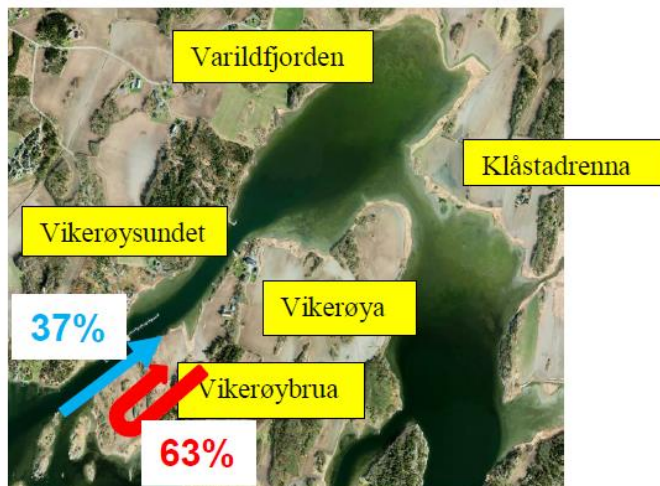 Varildfjorden
Klåstadrenna
Vikerøysundet
Vikerøya
37%
Vikerøybrua
63%